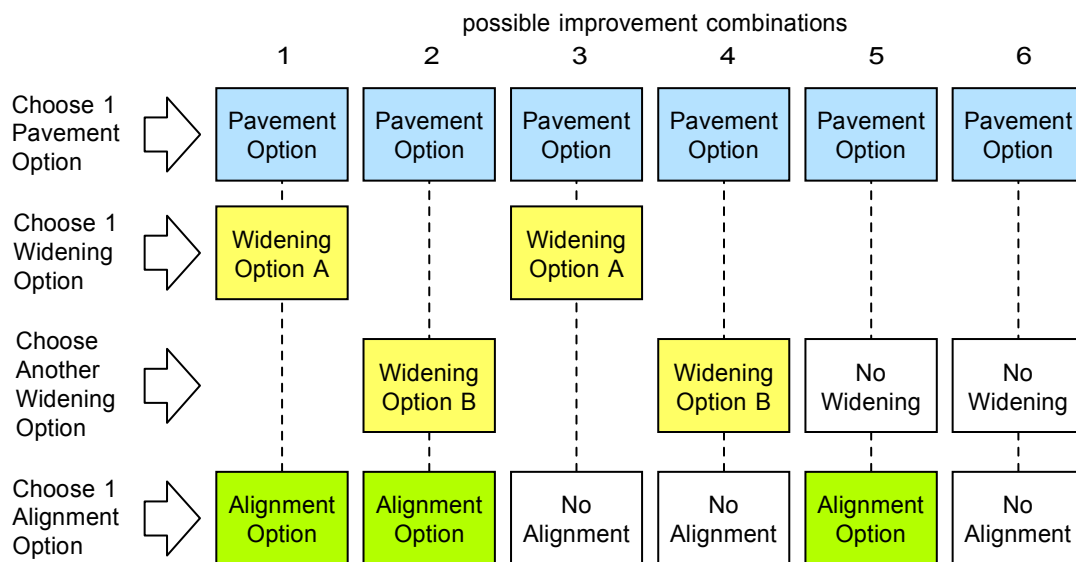 possible improvement combinations
1 2 3 4 5 6
Choose 1
Pavement
Option
Pavement
Option
Pavement
Option
Pavement
Option
Pavement
Option
Pavement
Option
Pavement
Option
Choose 1
Widening
Option
Widening
Option A
Widening
Option A
Choose
Another
Widening
Option
Widening
Option B
Widening
Option B
No
Widening
No
Widening
Choose 1
Alignment
Option
Alignment
Option
Alignment
Option
No
Alignment
No
Alignment
Alignment
Option
No
Alignment